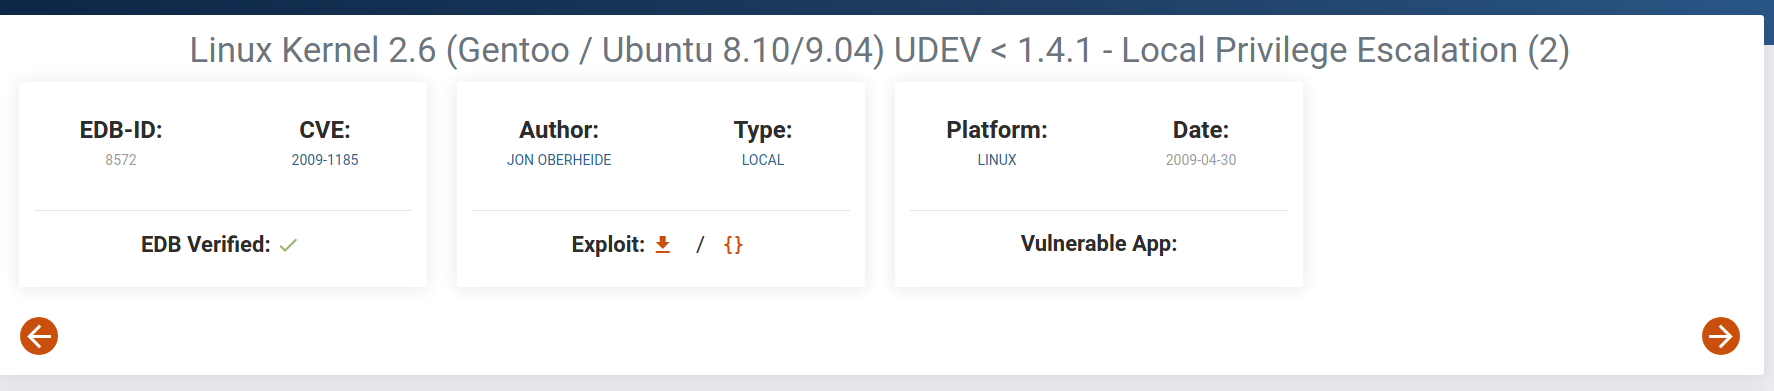 Linux Kernel 2.6 (Gentoo / Ubuntu 8.10/9.04) UDEV < 1.4.1 - Local Privilege Escalation (2)
EDB-ID:
8572
CVE:
2009-1185
EDB Verified:
Author:
JON OBERHEIDE
Type:
LOCAL
Exploit: / {}
Platform:
LINUX
Date:
2009-04-30
Vulnerable App: